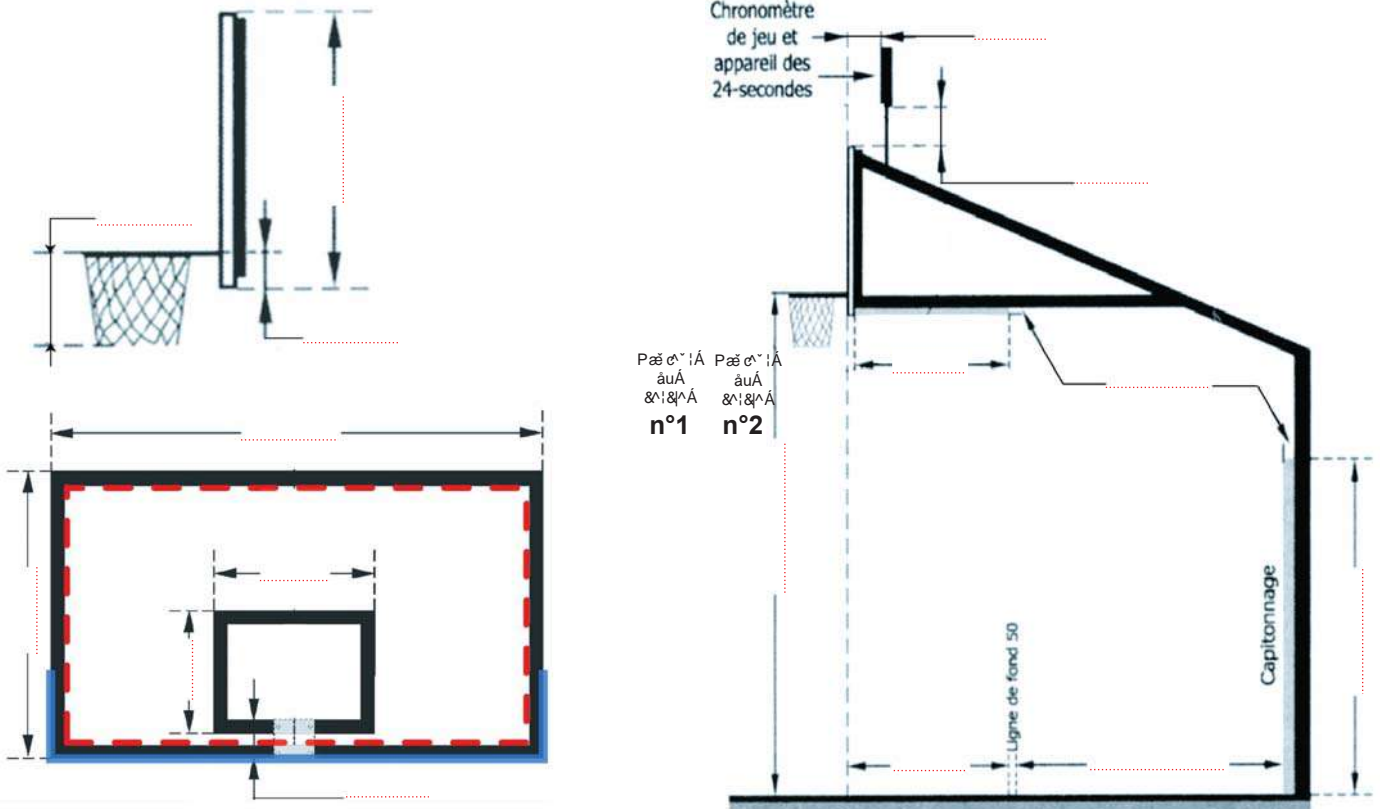 Chronomètre
de jeu et
appareil des
24-secondes
n°1 n°2
Capitonnage
Ligne de fond 50